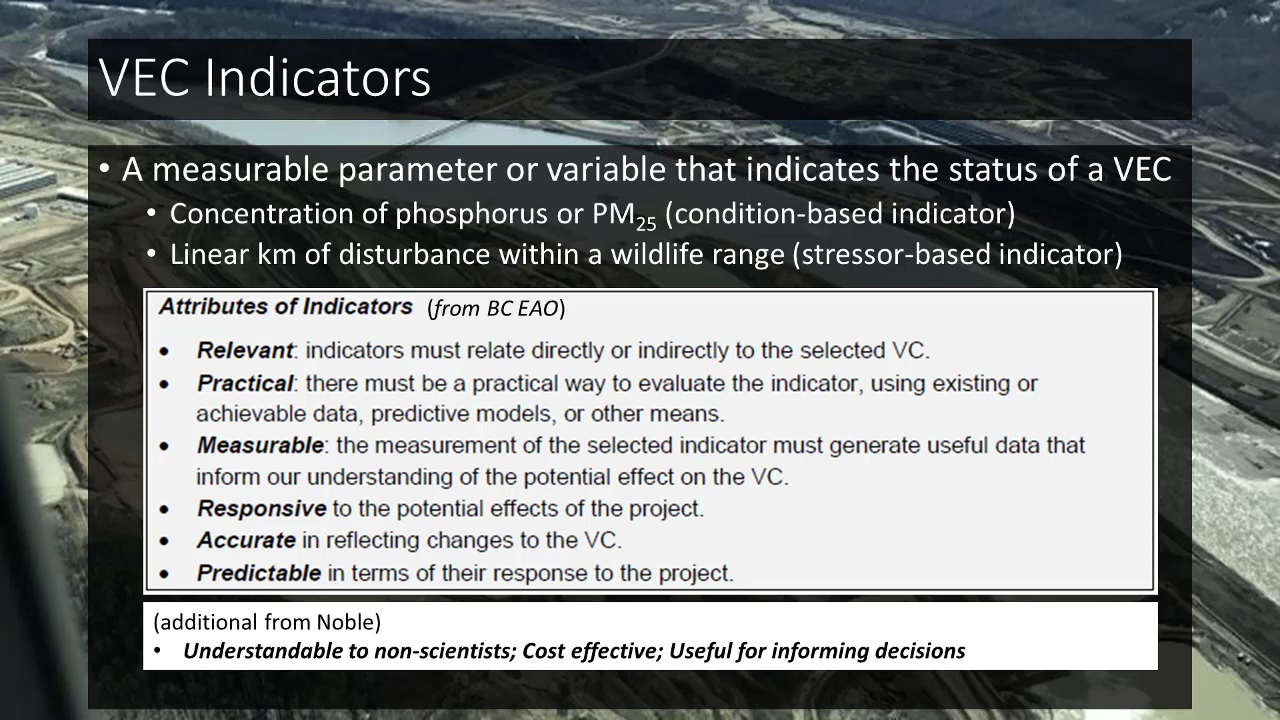 VEC Indicators
• A measurable parameter or variable that indicates the status of a VEC
• Concentration of phosphorus or PM25 (condition-based indicator)
• Linear km of disturbance within a wildlife range (stressor-based indicator)
Attributes of Indicators (from BC EAO)
• Relevant: indicators must relate directly or indirectly to the selected VC.
• Practical: there must be a practical way to evaluate the indicator, using existing or
achievable data, predictive models, or other means.
• Measurable: the measurement of the selected indicator must generate useful data that
inform our understanding of the potential effect on the VC.
• Responsive to the potential effects of the project.
• Accurate in reflecting changes to the VC.
• Predictable in terms of their response to the project.
(additional from Noble)
• Understandable to non-scientists; Cost effective; Useful for informing decisions